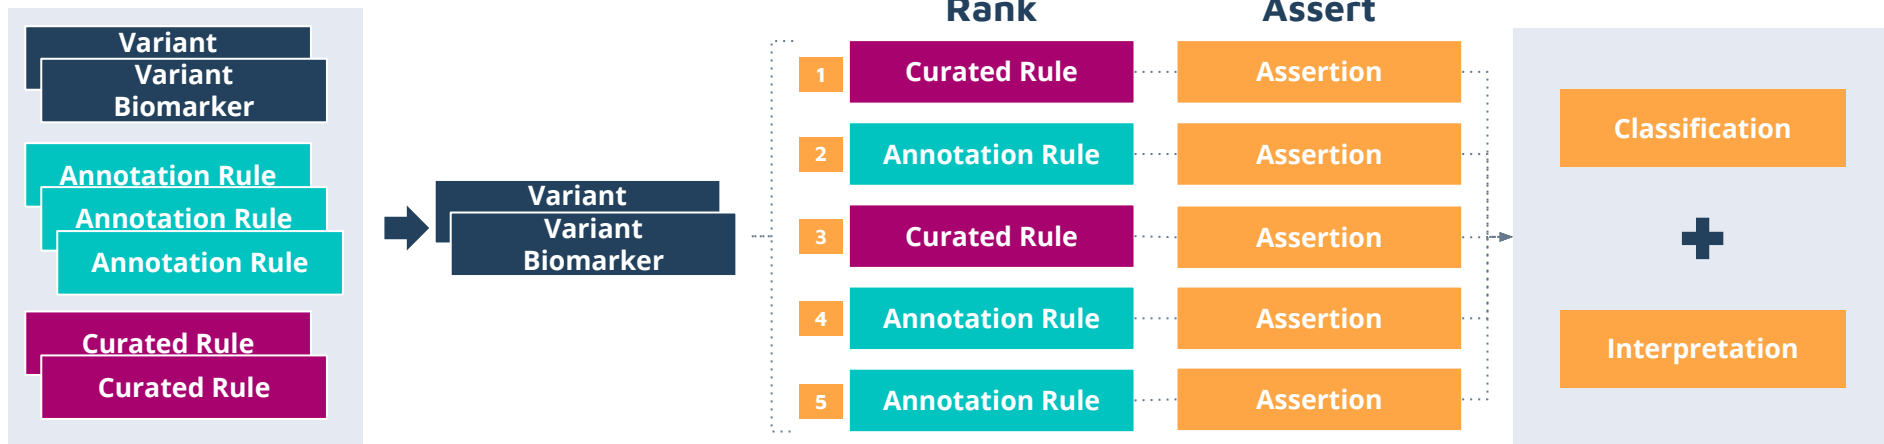 Variant
Variant
Biomarker
Annotation Rule
Annotation Rule
Annotation Rule
Curated Rule
Curated Rule
Variant
Variant
Biomarker
Rank
Assert
1
Curated Rule
Assertion
2
Annotation Rule
Assertion
3
Curated Rule
Assertion
4
Annotation Rule
Assertion
5
Annotation Rule
Assertion
Classification
Interpretation